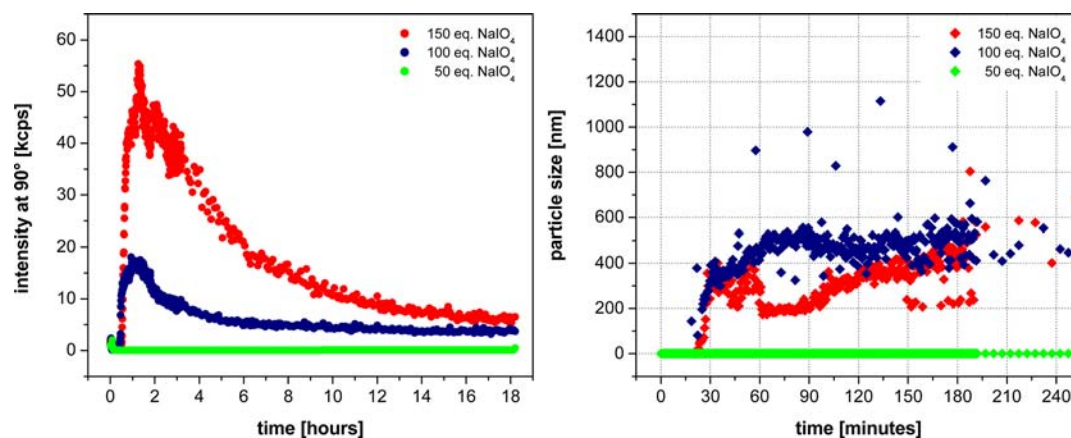 60
50
40
30
20
10
0
intensity at 90° [kcps]
0 2 4 6 8 10 12 14 16 18
time [hours]
150 eq. NaIO₄
100 eq. NaIO₄
50 eq. NaIO₄
1400
1200
1000
800
600
400
200
0
particle size [nm]
0 30 60 90 120 150 180 210 240
time [minutes]
150 eq. NaIO₄
100 eq. NaIO₄
50 eq. NaIO₄